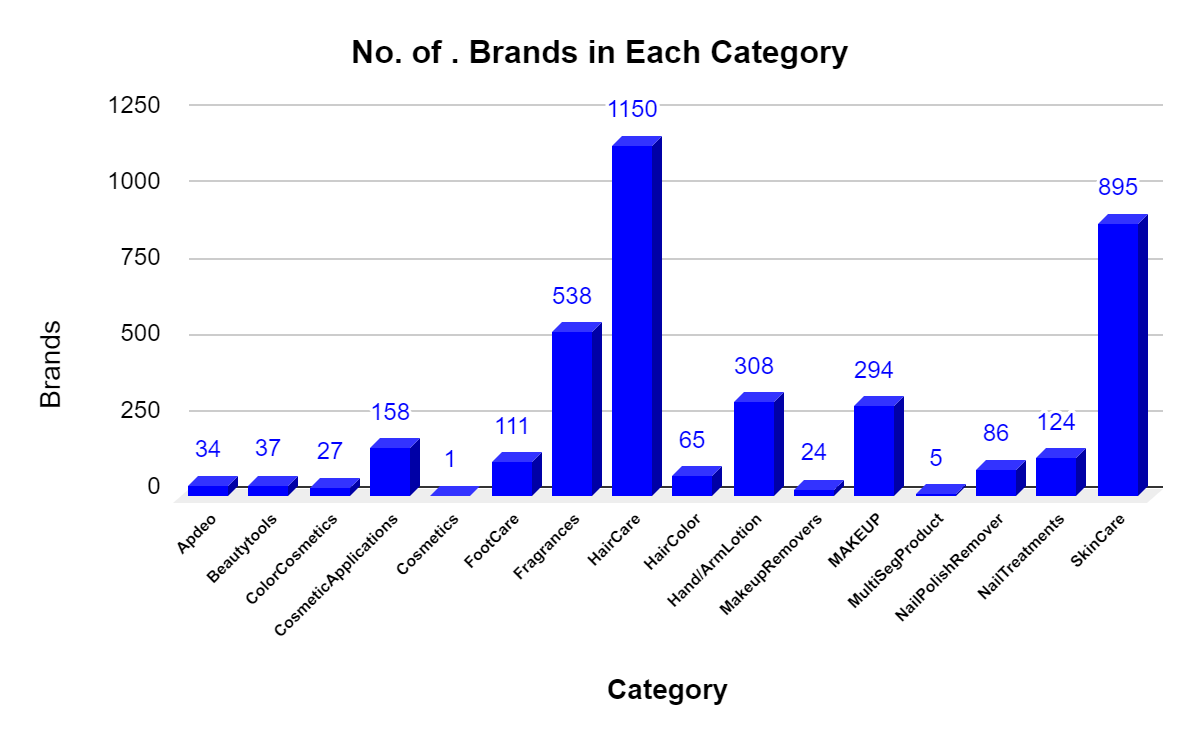 No. of . Brands in Each Category
Brands
1250
1000
750
500
250
0
34
37
27
158
1
111
538
1150
65
308
24
294
5
86
124
895
Apdeo
Beautytools
ColorCosmetics
CosmeticApplications
Cosmetics
FootCare
Fragrances
HairCare
HairColor
Hand/ArmLotion
MakeupRemovers
MAKEUP
MultiSegProduct
NailPolishRemover
NailTreatments
SkinCare
Category